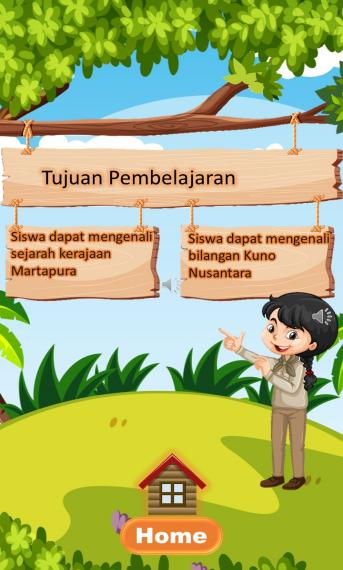 Tujuan Pembelajaran
Siswa dapat mengenali
sejarah kerajaan
Martapura
Siswa dapat mengenali
bilangan Kuno
Nusantara
Home